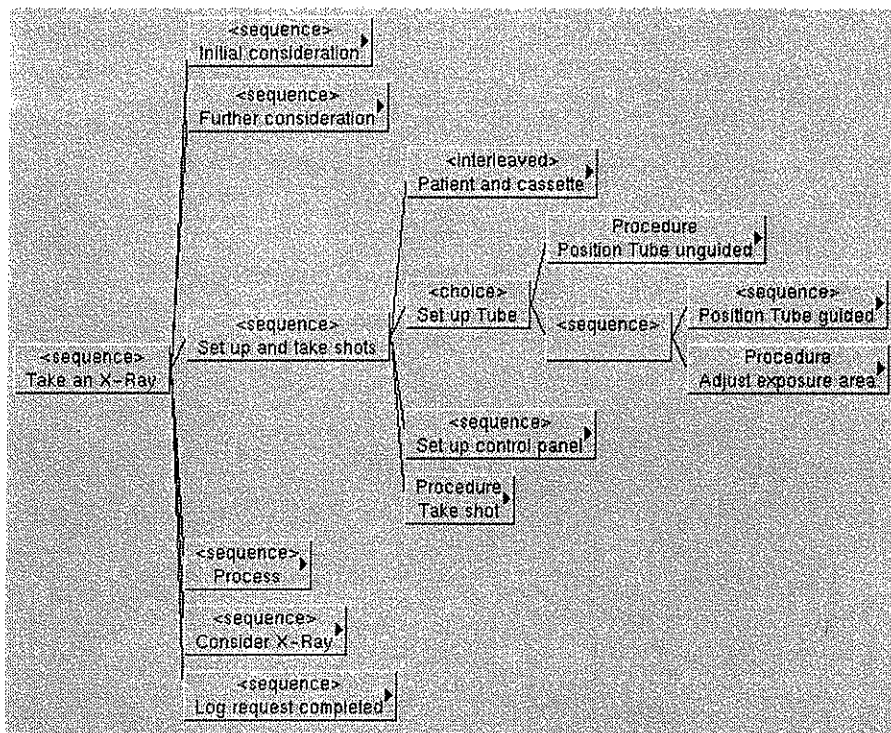 <sequence>
Initial consideration
<sequence>
Further consideration
<interleaved>
Patient and cassette
Procedure
Position Tube unguided
<choice>
Set up Tube
<sequence>
<sequence>
Position Tube guided
<sequence>
Set up and take shots
Procedure
Adjust exposure area
<sequence>
Take an X-Ray
<sequence>
Set up control panel
Procedure
Take shot
<sequence>
Process
<sequence>
Consider X-Ray
<sequence>
Log request completed